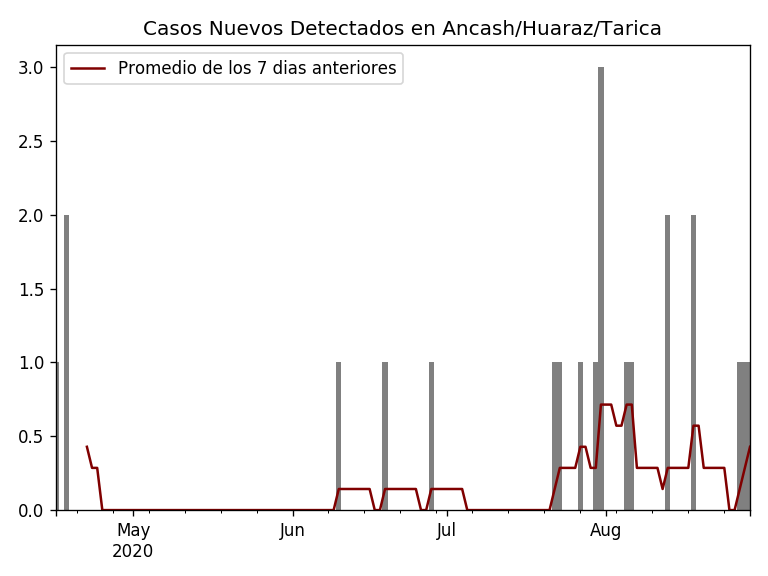 Casos Nuevos Detectados en Ancash/Huaraz/Tarica
Promedio de los 7 dias anteriores
3.0
2.5
2.0
1.5
1.0
0.5
0.0
May Jun Jul Aug
2020